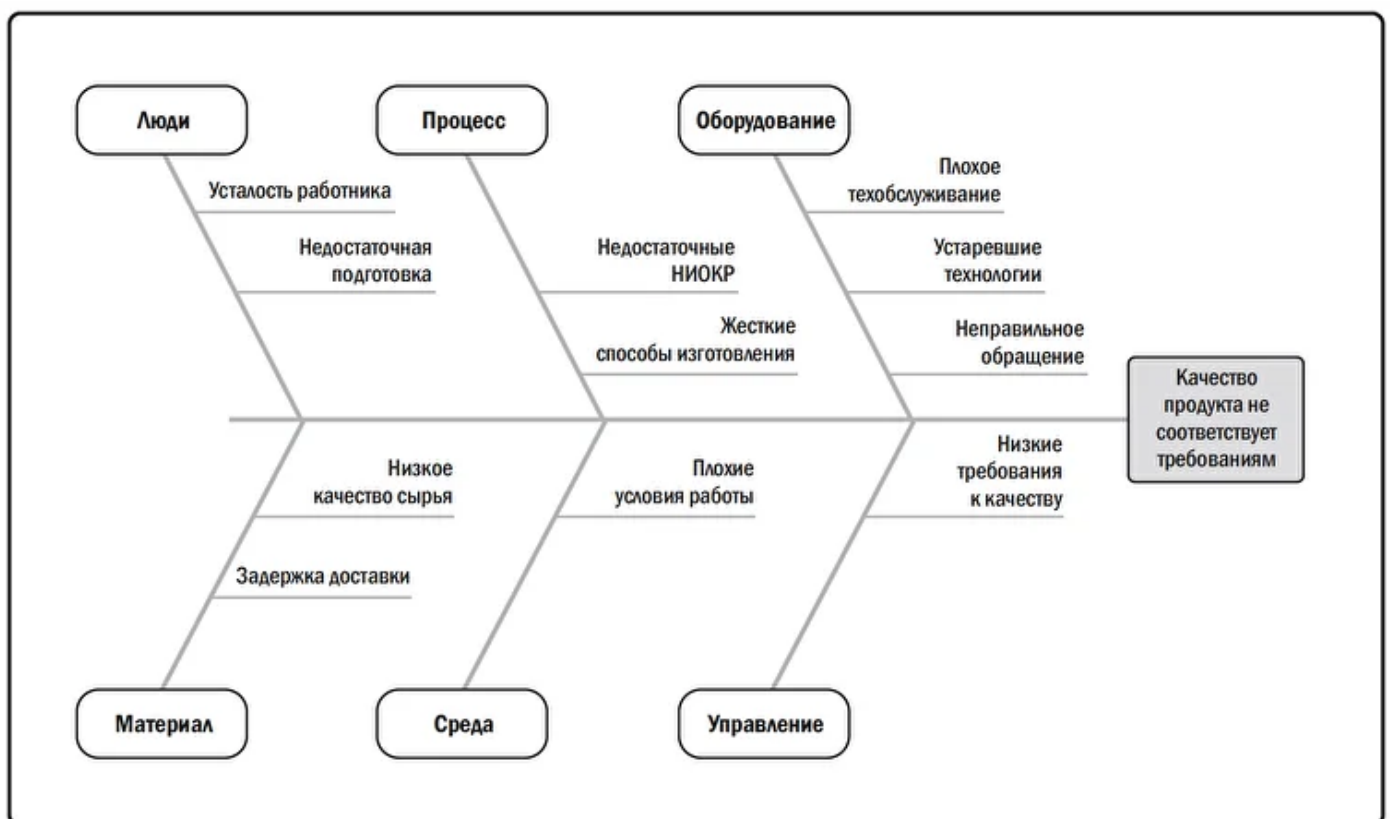 Люди
Процесс
Оборудование
Усталость работника
Недостаточная
подготовка
Недостаточные
НИОКР
Жесткие
способы изготовления
Плохое
техобслуживание
Устаревшие
технологии
Неправильное
обращение
Качество
продукта не
соответствует
требованиям
Низкое
качество сырья
Задержка доставки
Плохие
условия работы
Низкие
требования
к качеству
Материал
Среда
Управление